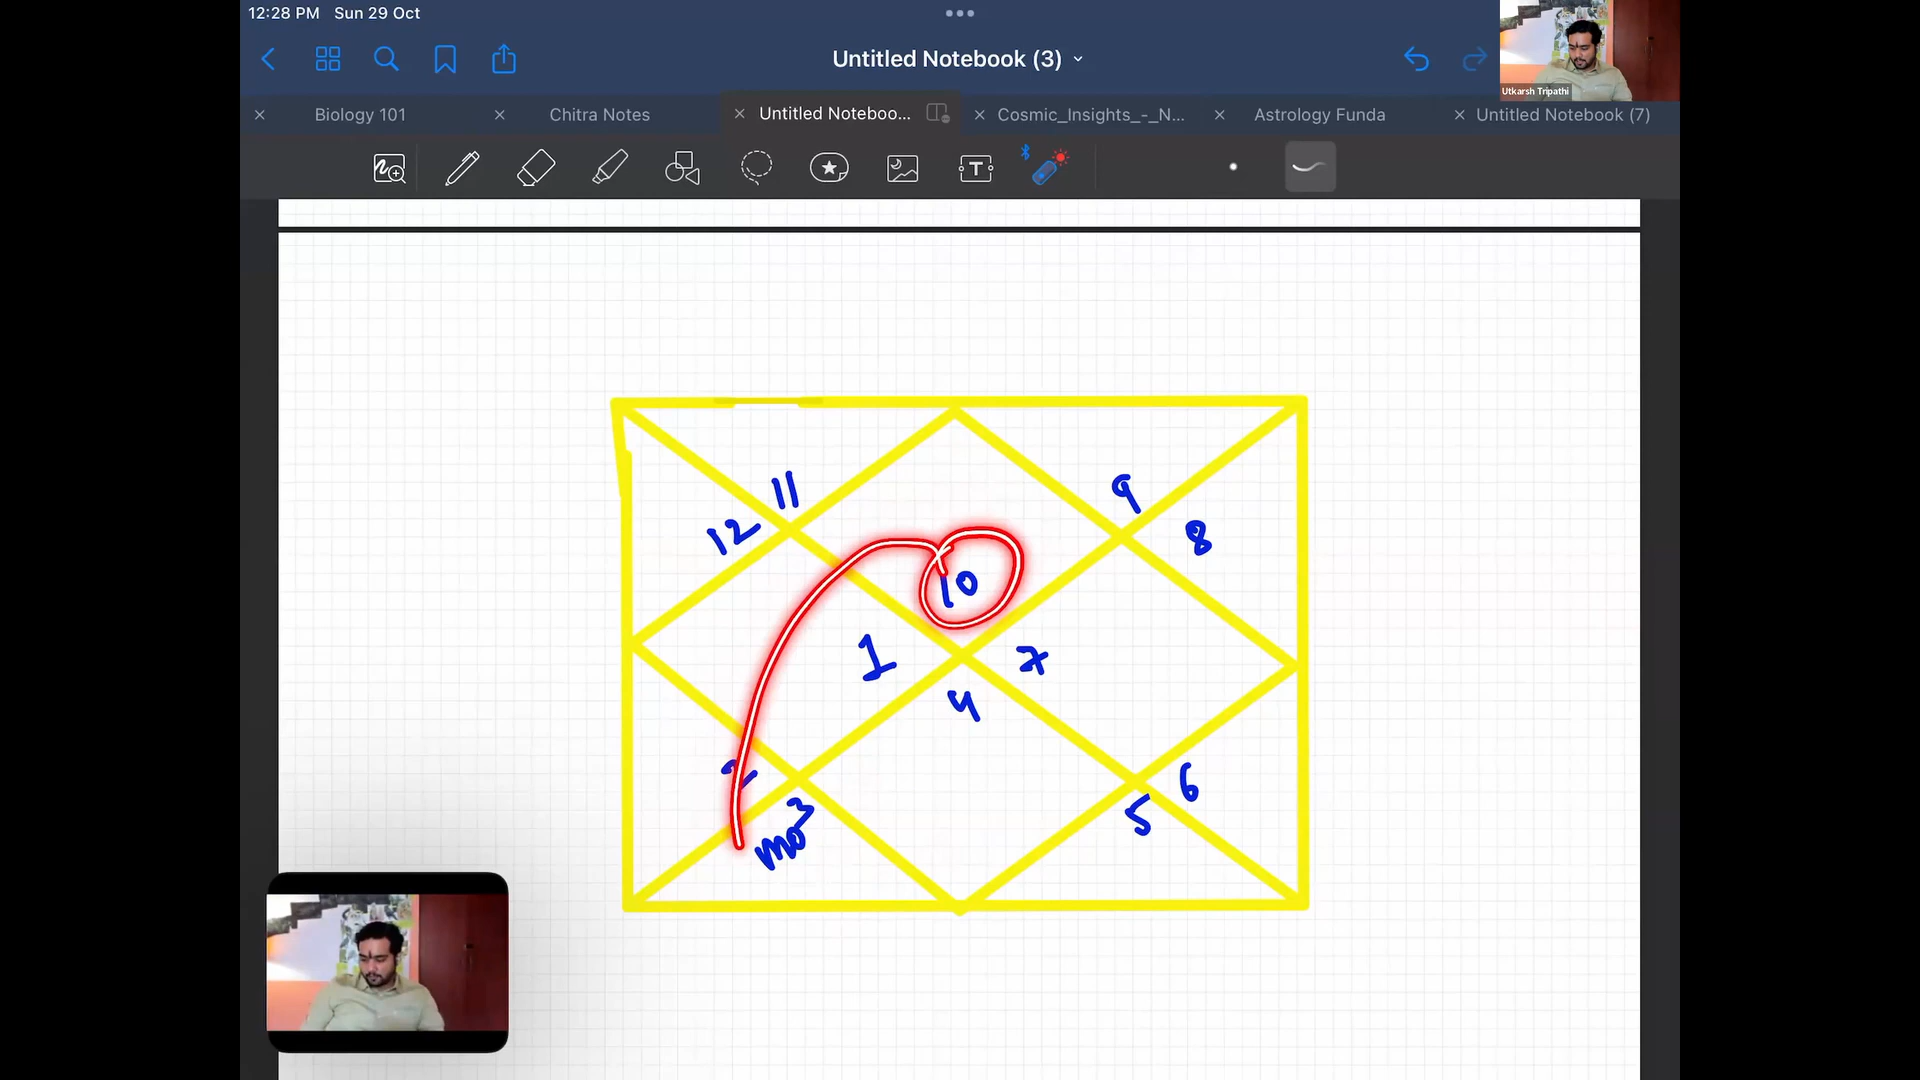 12:28 PM Sun 29 Oct
Untitled Notebook (3)
Utkarsh Tripathi
Biology 101
Chitra Notes
Untitled Noteboo...
Cosmic_Insights_-_N...
Astrology Funda
Untitled Notebook (7)
T
11
9
12
8
10
1
7
4
2
3
6
5
mo